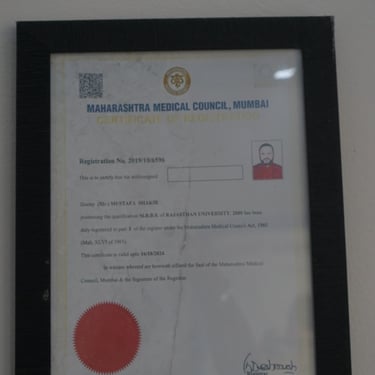 MAHARASHTRA MEDICAL COUNCIL, MUMBAI
CERTIFICATE OF REGISTRATION
Registration No. 2019/10/6596
This is to certify that the undersigned
Doctor (Mr.) MUSTAFA
possessing the qualification M.B.B.S. of RAJASTHAN UNIVERSITY, 2009 has been
duly registered in part I of the register under the Maharashtra Medical Council Act, 1965
(Mah. XLVI of 1965).
This certificate is valid upto
In witness whereof are herewith affixed the Seal of the Maharashtra Medical
Council, Mumbai & the Signature of the Registrar